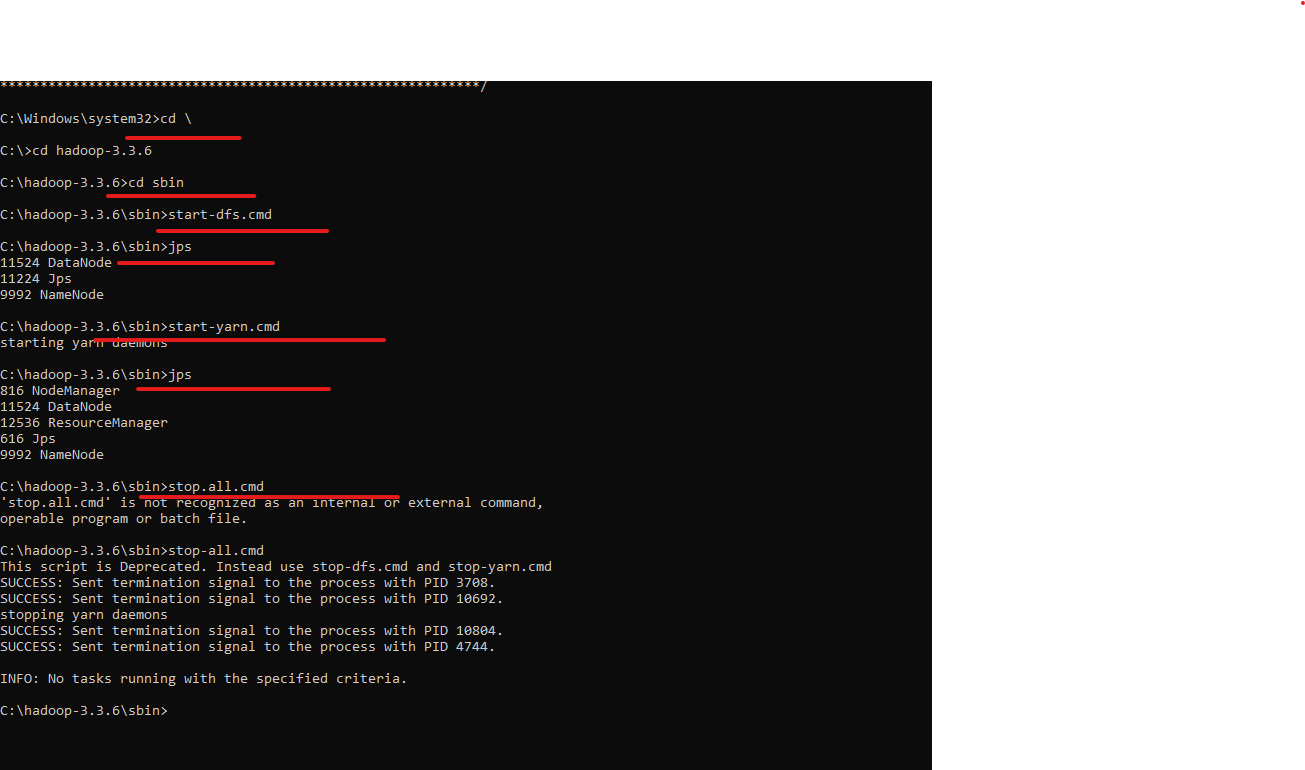 ************************************************************/
C:\Windows\system32>cd \
C:\>cd hadoop-3.3.6
C:\hadoop-3.3.6>cd sbin
C:\hadoop-3.3.6\sbin>start-dfs.cmd
C:\hadoop-3.3.6\sbin>jps
11524 DataNode
11224 Jps
9992 NameNode
C:\hadoop-3.3.6\sbin>start-yarn.cmd
starting yarn daemons
C:\hadoop-3.3.6\sbin>jps
816 NodeManager
11524 DataNode
12536 ResourceManager
616 Jps
9992 NameNode
C:\hadoop-3.3.6\sbin>stop.all.cmd
'stop.all.cmd' is not recognized as an internal or external command,
operable program or batch file.
C:\hadoop-3.3.6\sbin>stop-all.cmd
This script is Deprecated. Instead use stop-dfs.cmd and stop-yarn.cmd
SUCCESS: Sent termination signal to the process with PID 3708.
SUCCESS: Sent termination signal to the process with PID 10692.
stopping yarn daemons
SUCCESS: Sent termination signal to the process with PID 10804.
SUCCESS: Sent termination signal to the process with PID 4744.
INFO: No tasks running with the specified criteria.
C:\hadoop-3.3.6\sbin>